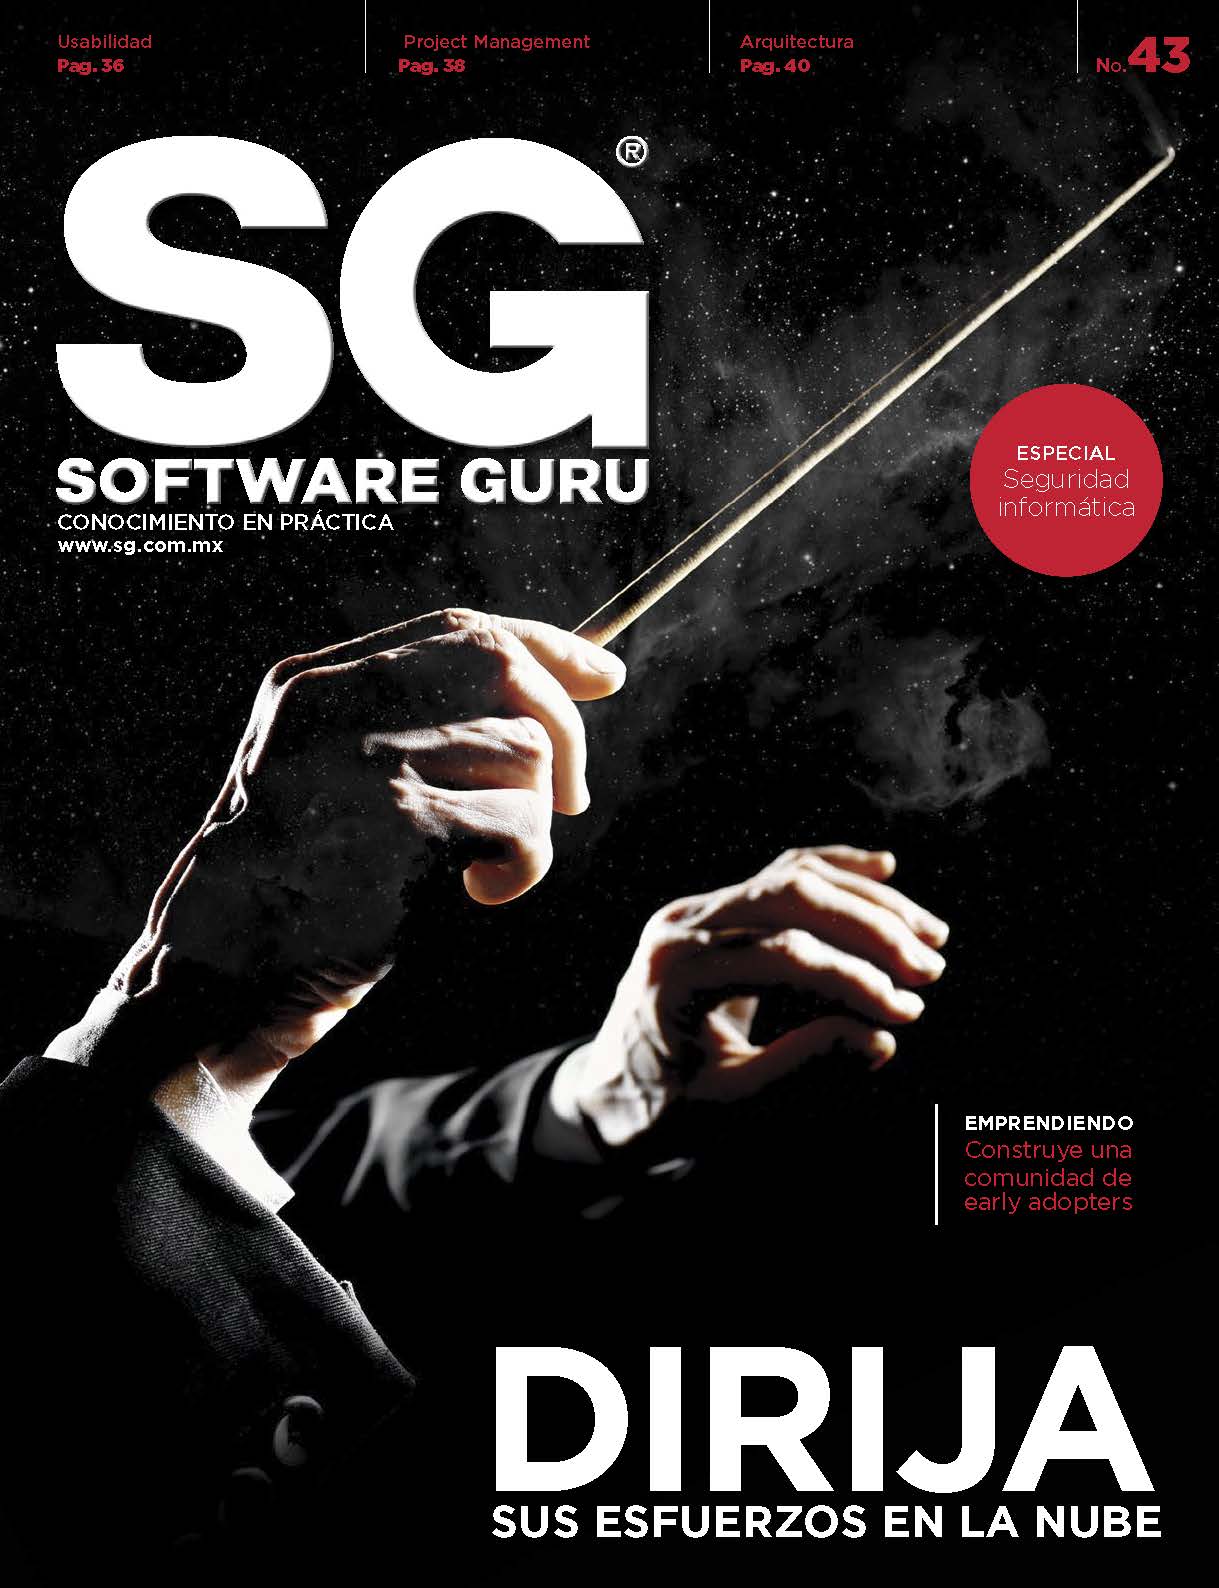 Usabilidad
Pag. 36
Project Management
Pag. 38
Arquitectura
Pag. 40
No.43
SG®
SOFTWARE GURU
CONOCIMIENTO EN PRÁCTICA
www.sg.com.mx
ESPECIAL
Seguridad
informática
EMPRENDIENDO
Construye una
comunidad de
early adopters
DIRIJA
SUS ESFUERZOS EN LA NUBE